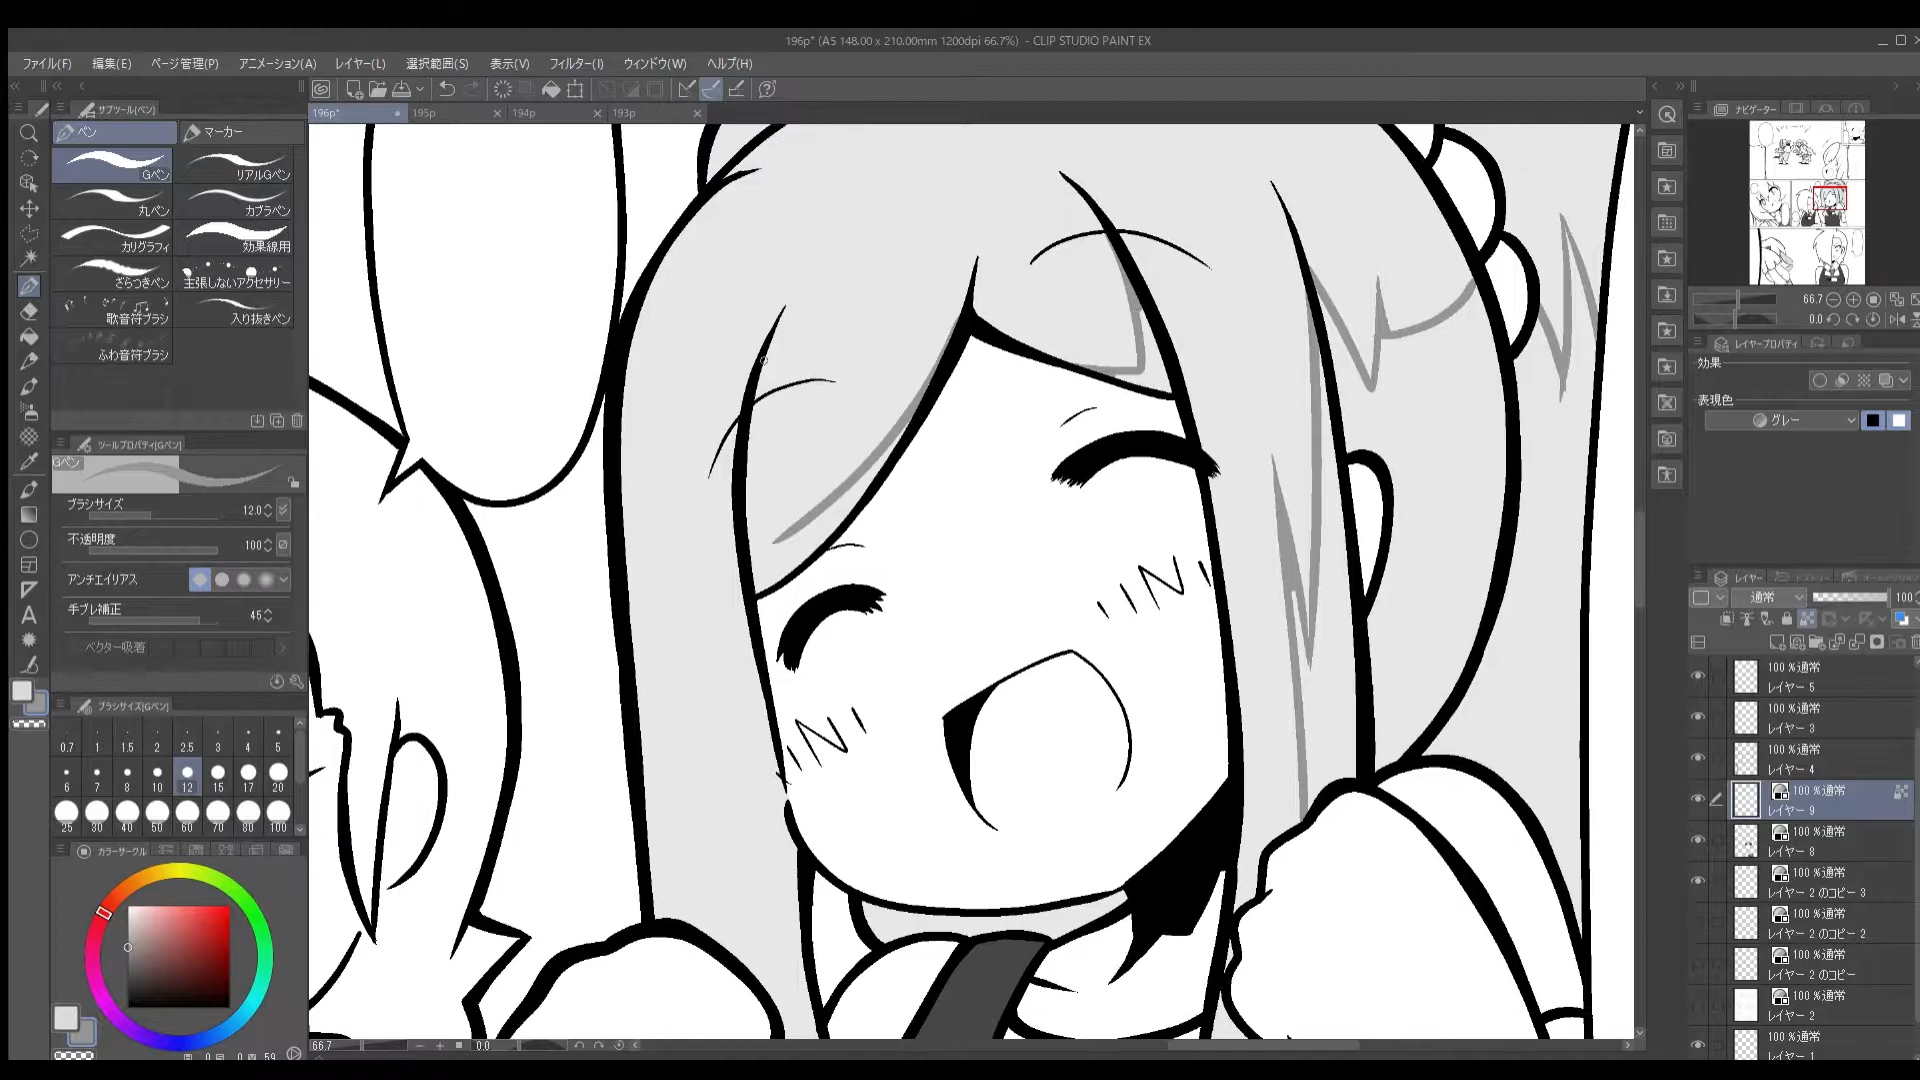 196p* (A5 148.00 x 210.00mm 1200dpi 66.7%) - CLIP STUDIO PAINT EX
ファイル(F) 編集(E) ページ管理(P) アニメーション(A) レイヤー(L) 選択範囲(S) 表示(V) フィルター(I) ウィンドウ(W) ヘルプ(H)
サブツール[ペン]
196p* 195p 194p 193p
ナビゲーター
ペン マーカー
Gペン リアルGペン
丸ペン カブラペン
カリグラフィ 効果線用
ざらつきペン 主張しないアクセサリー
歌音符ブラシ 入り抜きペン
ふわ音符ブラシ
66.7
0.0
レイヤープロパティ
効果
表現色
グレー
ツールプロパティ[Gペン]
Gペン
ブラシサイズ 12.0
不透明度 100
アンチエイリアス
手ブレ補正 45
ベクター吸着
ブラシサイズ[Gペン]
0.7 1 1.5 2 2.5 3 4 5
6 7 8 10 12 15 17 20
25 30 40 50 60 70 80 100
カラーサークル
レイヤー
通常 100
100 %通常
レイヤー 5
100 %通常
レイヤー 3
100 %通常
レイヤー 4
100 %通常
レイヤー 9
100 %通常
レイヤー 8
100 %通常
レイヤー 2 のコピー 3
100 %通常
レイヤー 2 のコピー 2
100 %通常
レイヤー 2 のコピー
100 %通常
レイヤー 2
100 %通常
レイヤー 1
66.7 0.0
0 0 59